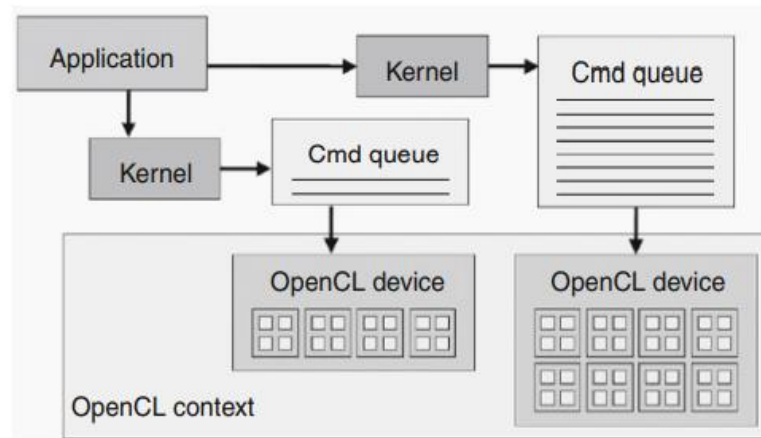 Application
Kernel
Cmd queue
Kernel
Cmd queue
OpenCL device
OpenCL device
OpenCL context